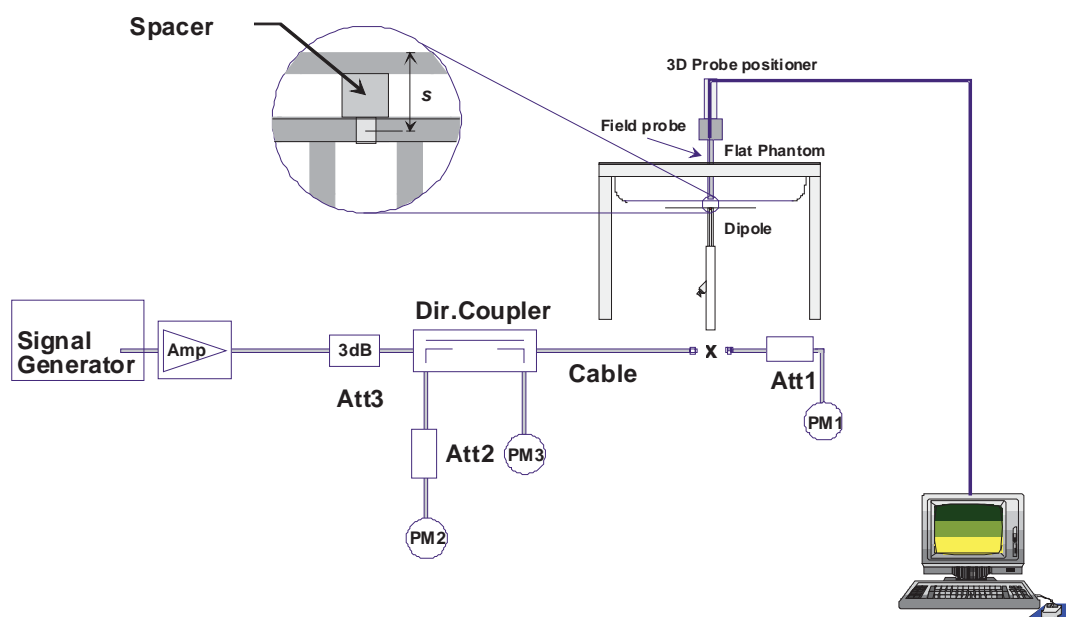 Spacer
s
3D Probe positioner
Field probe
Flat Phantom
Dipole
Signal
Generator
Amp
3dB
Att3
Dir.Coupler
Cable
x
Att1
PM1
Att2
PM3
PM2